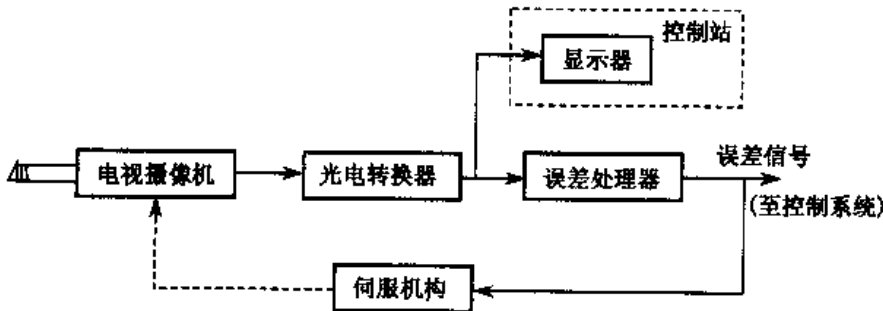 控制站
显示器
电视摄像机
光电转换器
误差处理器
误差信号
(至控制系统)
伺服机构